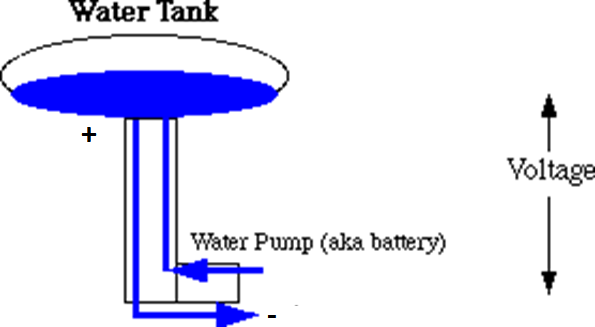 Water Tank
+
Voltage
Water Pump (aka battery)
-